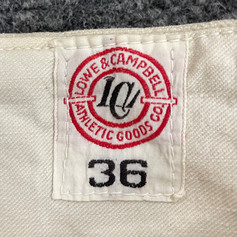 LOWE & CAMPBELL
LC
ATHLETIC GOODS CO
36